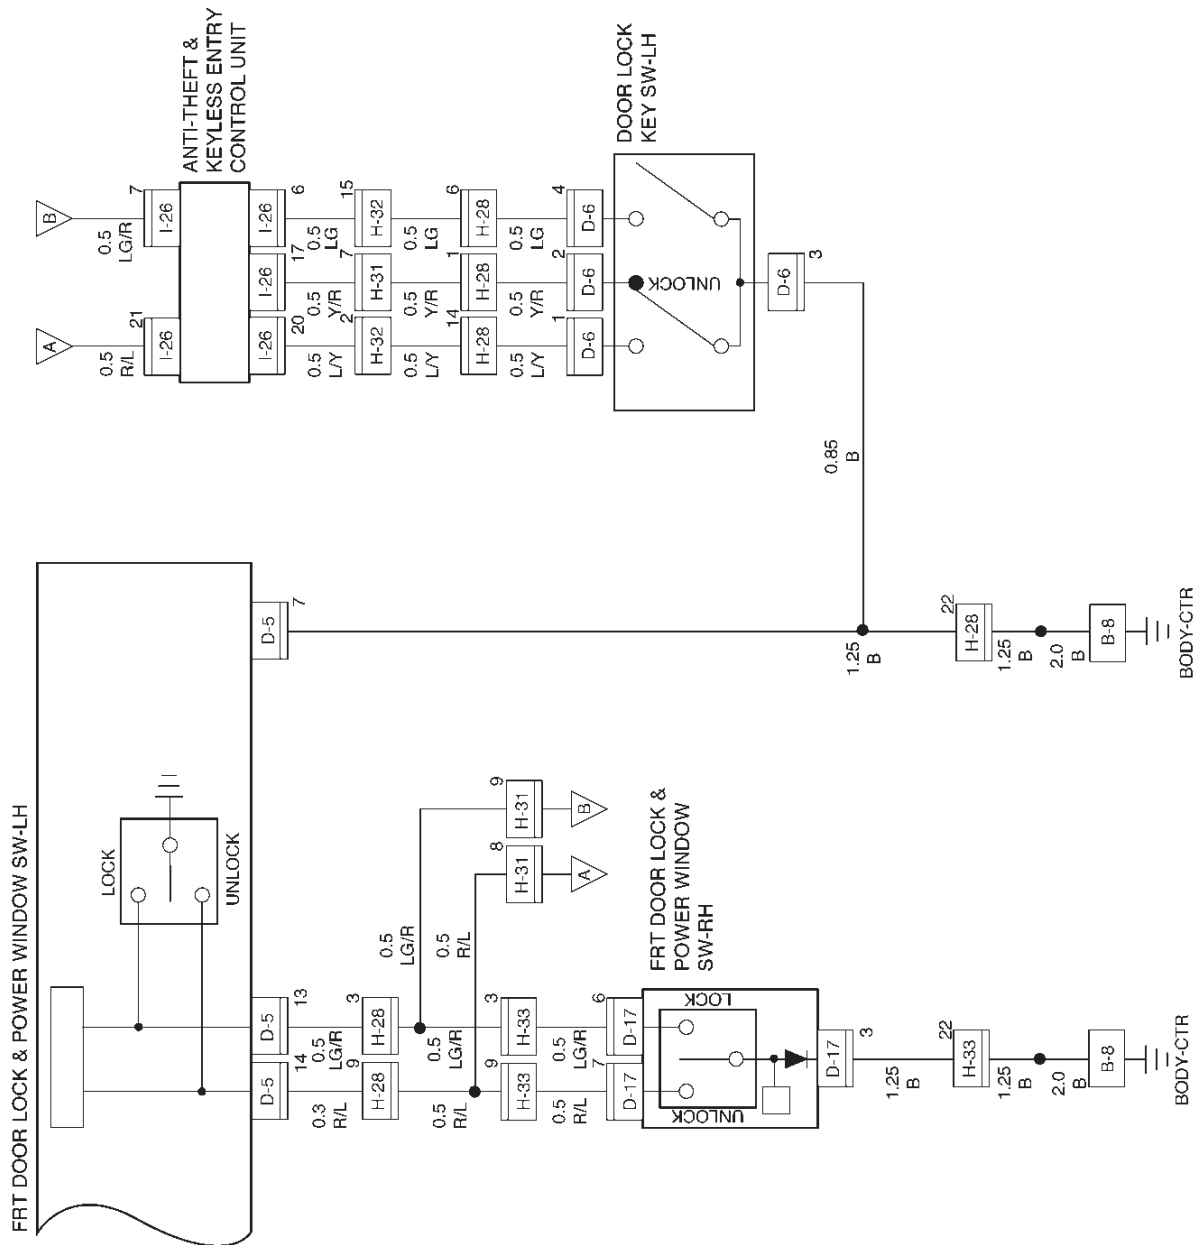 FRT DOOR LOCK & POWER WINDOW SW-LH
LOCK
UNLOCK
D-5
14
D-5
13
D-5
7
0.3
R/L
0.5
LG/R
H-28
9
H-28
3
0.5
R/L
0.5
LG/R
0.5
LG/R
0.5
R/L
H-31
8
H-31
9
A
B
H-33
9
H-33
3
0.5
R/L
0.5
LG/R
D-17
7
D-17
6
FRT DOOR LOCK &
POWER WINDOW
SW-RH
UNLOCK
LOCK
D-17
3
1.25
B
H-33
22
1.25
B
2.0
B
B-8
BODY-CTR
A
B
0.5
R/L
0.5
LG/R
I-26
21
I-26
7
ANTI-THEFT &
KEYLESS ENTRY
CONTROL UNIT
I-26
20
I-26
17
I-26
6
0.5
L/Y
0.5
Y/R
0.5
LG
H-32
2
H-31
7
H-32
15
0.5
L/Y
0.5
Y/R
0.5
LG
H-28
14
H-28
1
H-28
6
0.5
L/Y
0.5
Y/R
0.5
LG
D-6
1
D-6
2
D-6
4
DOOR LOCK
KEY SW-LH
UNLOCK
D-6
3
0.85
B
1.25
B
H-28
22
1.25
B
2.0
B
B-8
BODY-CTR